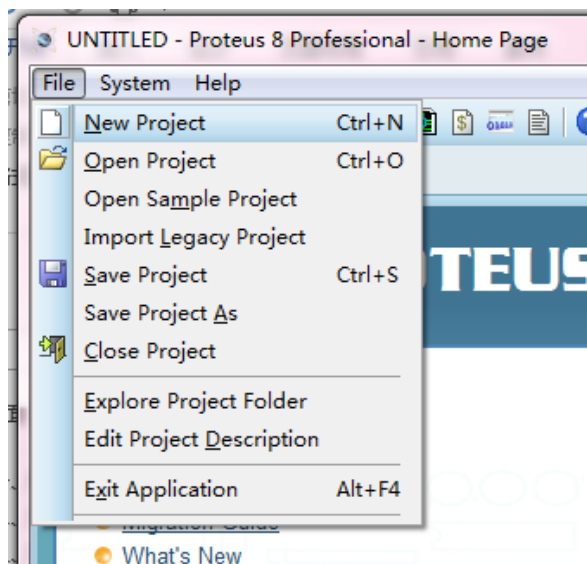 UNTITLED - Proteus 8 Professional - Home Page
File System Help
New Project Ctrl+N
Open Project Ctrl+O
Open Sample Project
Import Legacy Project
Save Project Ctrl+S
Save Project As
Close Project
Explore Project Folder
Edit Project Description
Exit Application Alt+F4
TEUS
Migration Guide
What's New